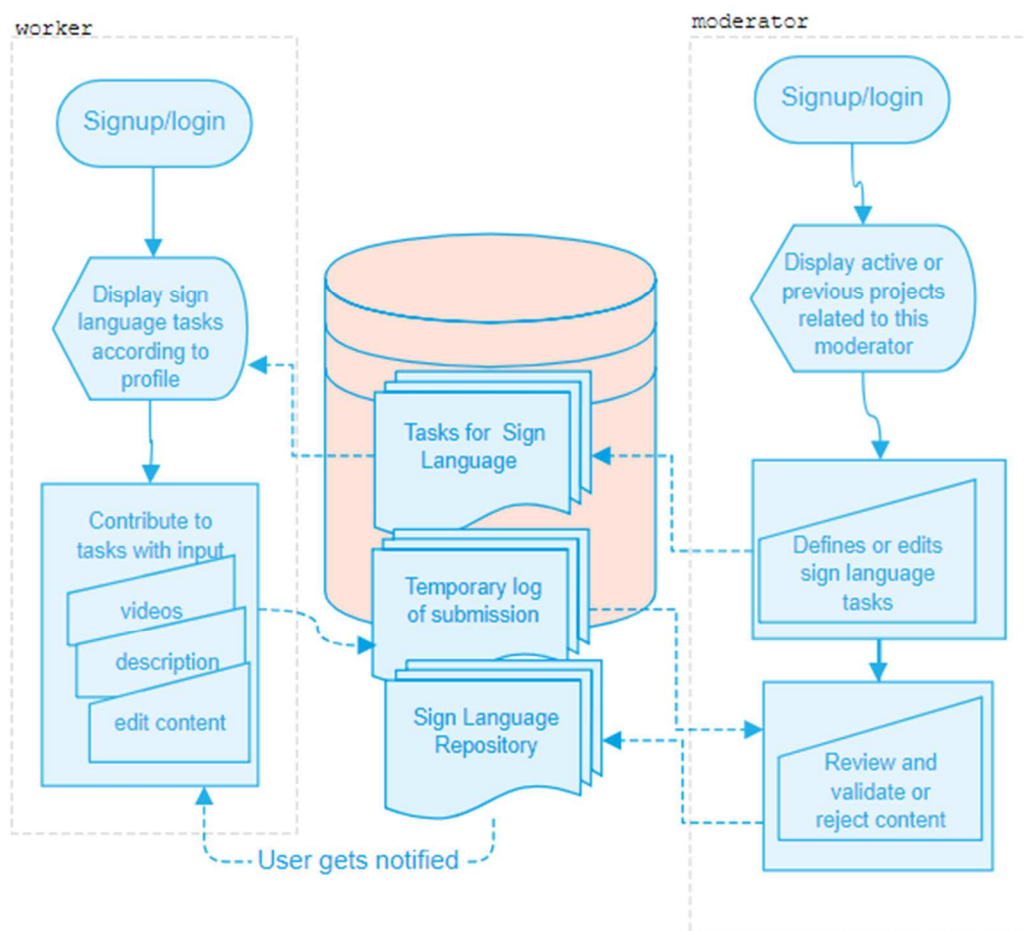 worker
Signup/login
Display sign
language tasks
according to
profile
Contribute to
tasks with input
videos
description
edit content
Tasks for Sign
Language
Temporary log
of submission
Sign Language
Repository
User gets notified
moderator
Signup/login
Display active or
previous projects
related to this
moderator
Defines or edits
sign language
tasks
Review and
validate or
reject content